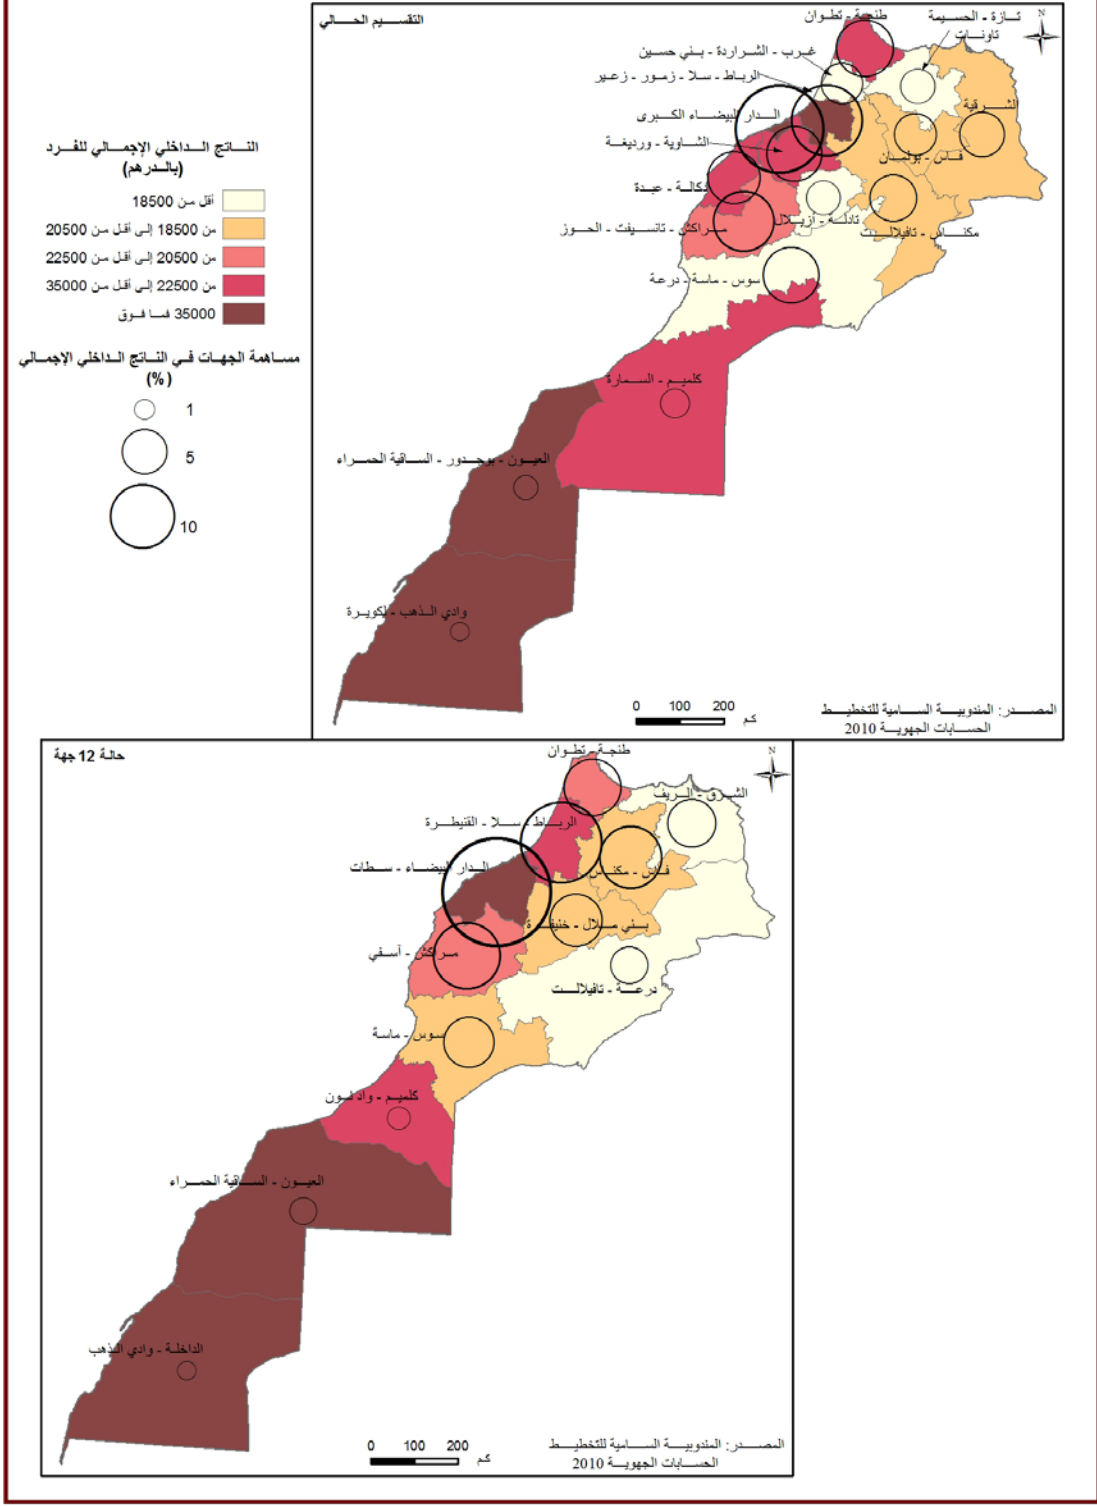 التقسيم الحالي
N
طنجة - تطوان
تازة - الحسيمة
تاونات
غرب - الشراردة - بني حسين
الرباط - سلا - زمور - زعير
الدار البيضاء الكبرى
الشاوية - ورديغة
الشرقية
فاس - بولمان
دكالة - عبدة
تادلة - أزيلال
مراكش - تانسيفت - الحوز
مكناس - تافيلالت
سوس - ماسة - درعة
كلميم - السمارة
العيون - بوجدور - الساقية الحمراء
وادي الذهب - لكويرة
0 100 200
كم
المصدر: المندوبية السامية للتخطيط
الحسابات الجهوية 2010
الناتج الداخلي الإجمالي للفرد
(بالدرهم)
أقل من 18500
من 18500 إلى أقل من 20500
من 20500 إلى أقل من 22500
من 22500 إلى أقل من 35000
35000 فما فوق
مساهمة الجهات في الناتج الداخلي الإجمالي
(%)
1
5
10
حالة 12 جهة
N
طنجة - تطوان
الشرق - الريف
الرباط - سلا - القنيطرة
الدار البيضاء - سطات
فاس - مكناس
بني ملال - خنيفرة
مراكش - آسفي
درعة - تافيلالت
سوس - ماسة
كلميم - واد نون
العيون - الساقية الحمراء
الداخلة - وادي الذهب
0 100 200
كم
المصدر: المندوبية السامية للتخطيط
الحسابات الجهوية 2010